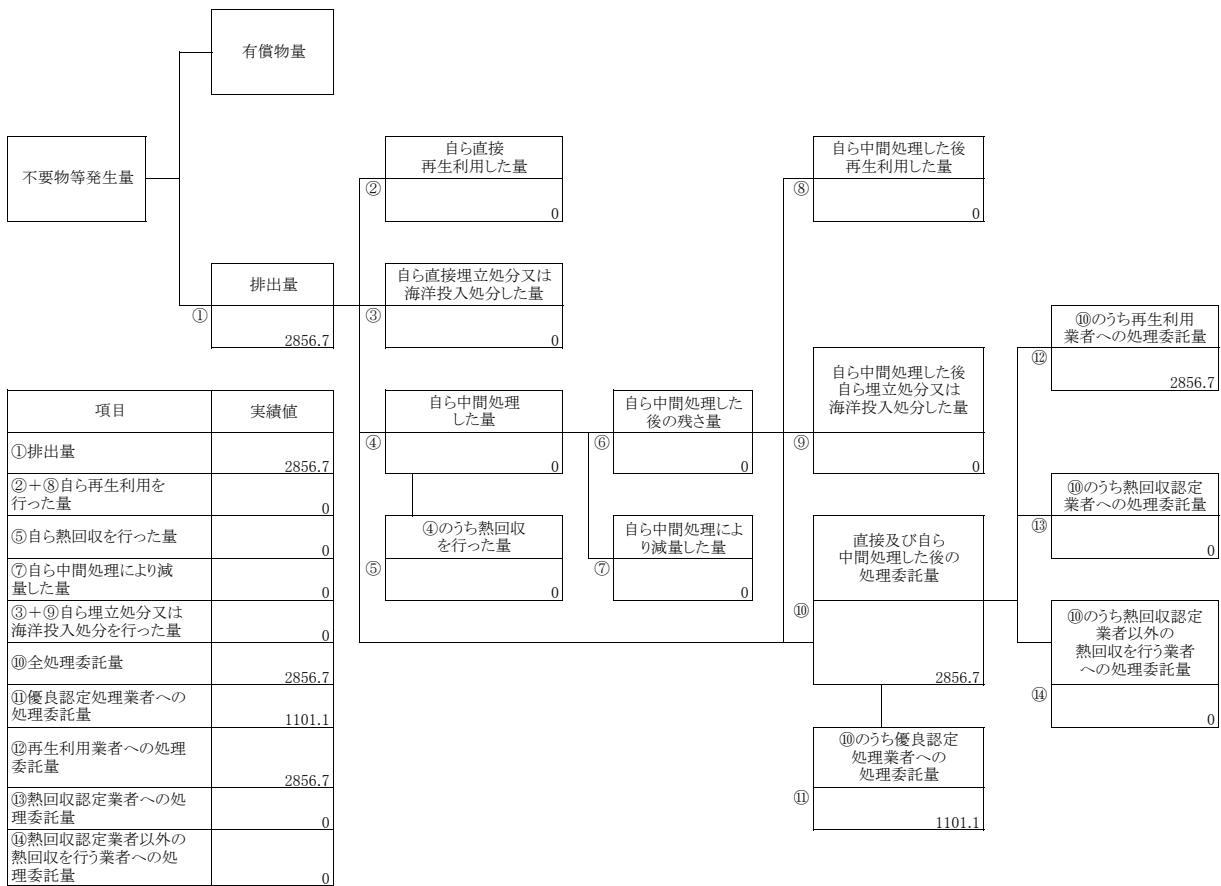 有償物量
不要物等発生量
自ら直接
再生利用した量
②
0
自ら中間処理した後
再生利用した量
⑧
0
排出量
①
2856.7
自ら直接埋立処分又は
海洋投入処分した量
③
0
⑩のうち再生利用
業者への処理委託量
⑫
2856.7
自ら中間処理
した量
④
0
自ら中間処理した
後の残さ量
⑥
0
自ら中間処理した後
自ら埋立処分又は
海洋投入処分した量
⑨
0
⑩のうち熱回収認定
業者への処理委託量
⑬
0
④のうち熱回収
を行った量
⑤
0
自ら中間処理によ
り減量した量
⑦
0
直接及び自ら
中間処理した後の
処理委託量
⑩
2856.7
⑩のうち熱回収認定
業者以外の
熱回収を行う業者
への処理委託量
⑭
0
⑩のうち優良認定
処理業者への
処理委託量
⑪
1101.1
項目 実績値
①排出量
2856.7
②＋⑧自ら再生利用を
行った量
0
⑤自ら熱回収を行った量
0
⑦自ら中間処理により減
量した量
0
③＋⑨自ら埋立処分又は
海洋投入処分を行った量
0
⑩全処理委託量
2856.7
⑪優良認定処理業者への
処理委託量
1101.1
⑫再生利用業者への処理
委託量
2856.7
⑬熱回収認定業者への処
理委託量
0
⑭熱回収認定業者以外の
熱回収を行う業者への処
理委託量
0